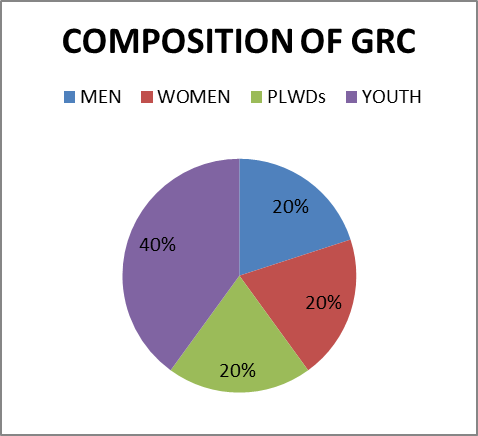 COMPOSITION OF GRC
MEN WOMEN PLWDs YOUTH
20%
40%
20%
20%